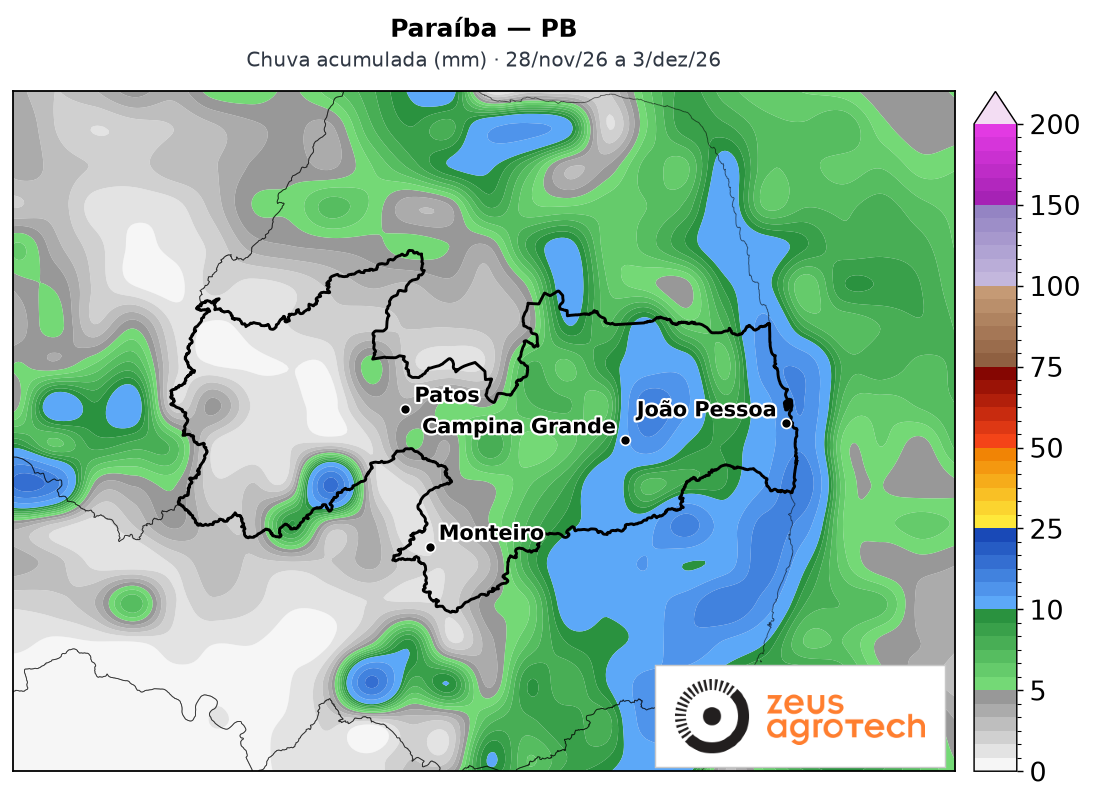 Paraíba — PB
Chuva acumulada (mm) · 28/nov/26 a 3/dez/26
200
150
100
75
50
25
10
5
0
Patos
João Pessoa
Campina Grande
Monteiro
zeus
agrotech